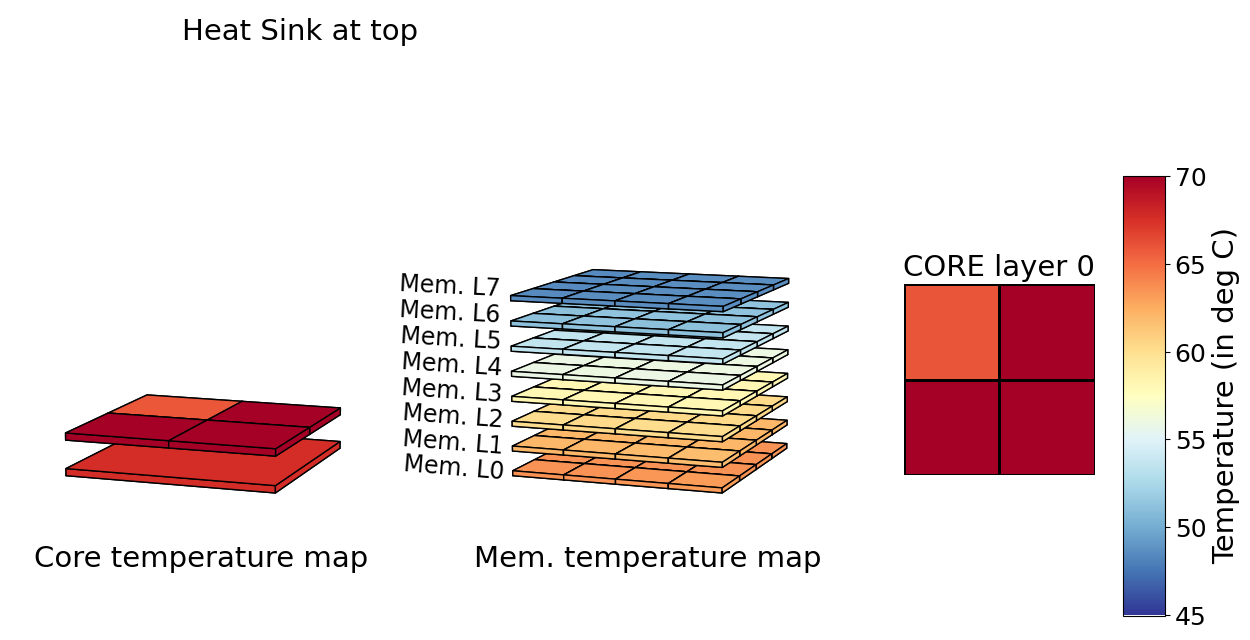 Heat Sink at top
Mem. L7
Mem. L6
Mem. L5
Mem. L4
Mem. L3
Mem. L2
Mem. L1
Mem. L0
Core temperature map
Mem. temperature map
CORE layer 0
70
65
60
55
50
45
Temperature (in deg C)